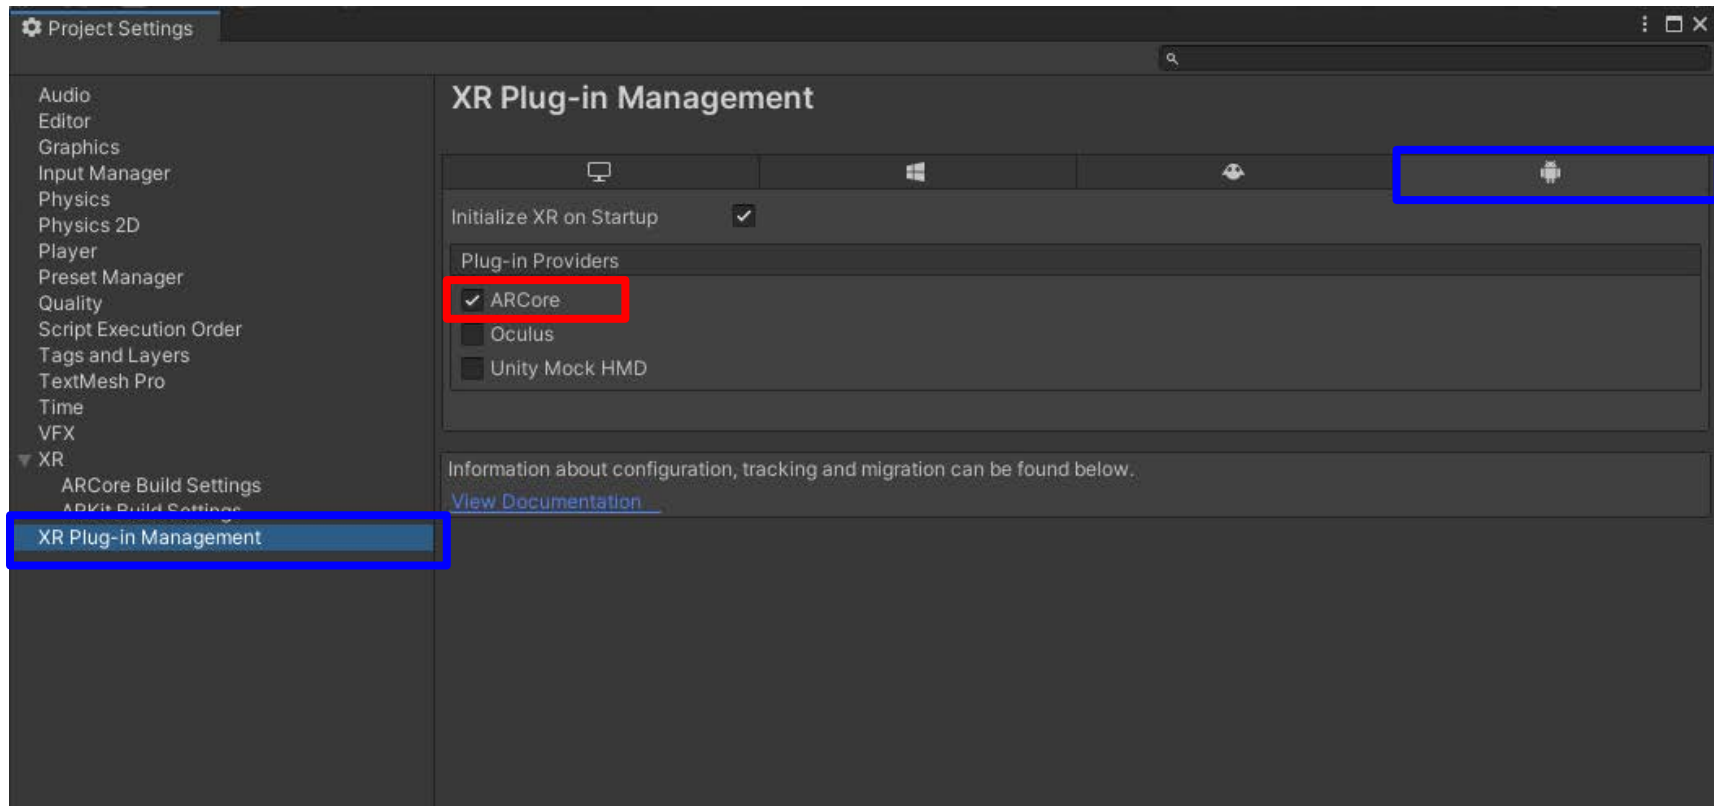 Project Settings
Audio
Editor
Graphics
Input Manager
Physics
Physics 2D
Player
Preset Manager
Quality
Script Execution Order
Tags and Layers
TextMesh Pro
Time
VFX
XR
ARCore Build Settings
ARKit Build Settings
XR Plug-in Management
XR Plug-in Management
Initialize XR on Startup
Plug-in Providers
ARCore
Oculus
Unity Mock HMD
Information about configuration, tracking and migration can be found below.
View Documentation